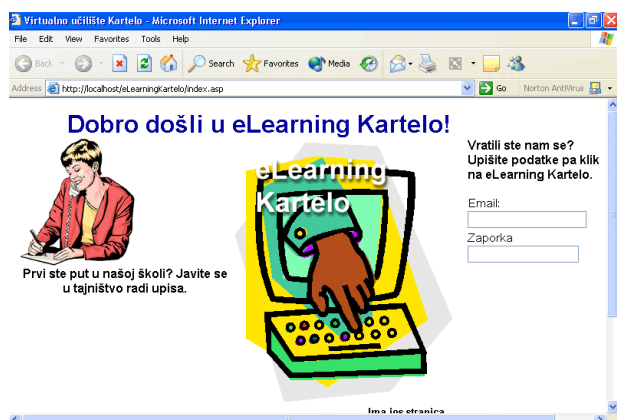 Virtualno učilište Kartelo - Microsoft Internet Explorer
File Edit View Favorites Tools Help
Back Search Favorites Media
Address http://localhost/eLearningKartelo/index.asp Go Norton AntiVirus
Dobro došli u eLearning Kartelo!
eLearning
Kartelo
Prvi ste put u našoj školi? Javite se
u tajništvo radi upisa.
Vratili ste nam se?
Upišite podatke pa klik
na eLearning Kartelo.
Email:
Zaporka
Ima jos stranica